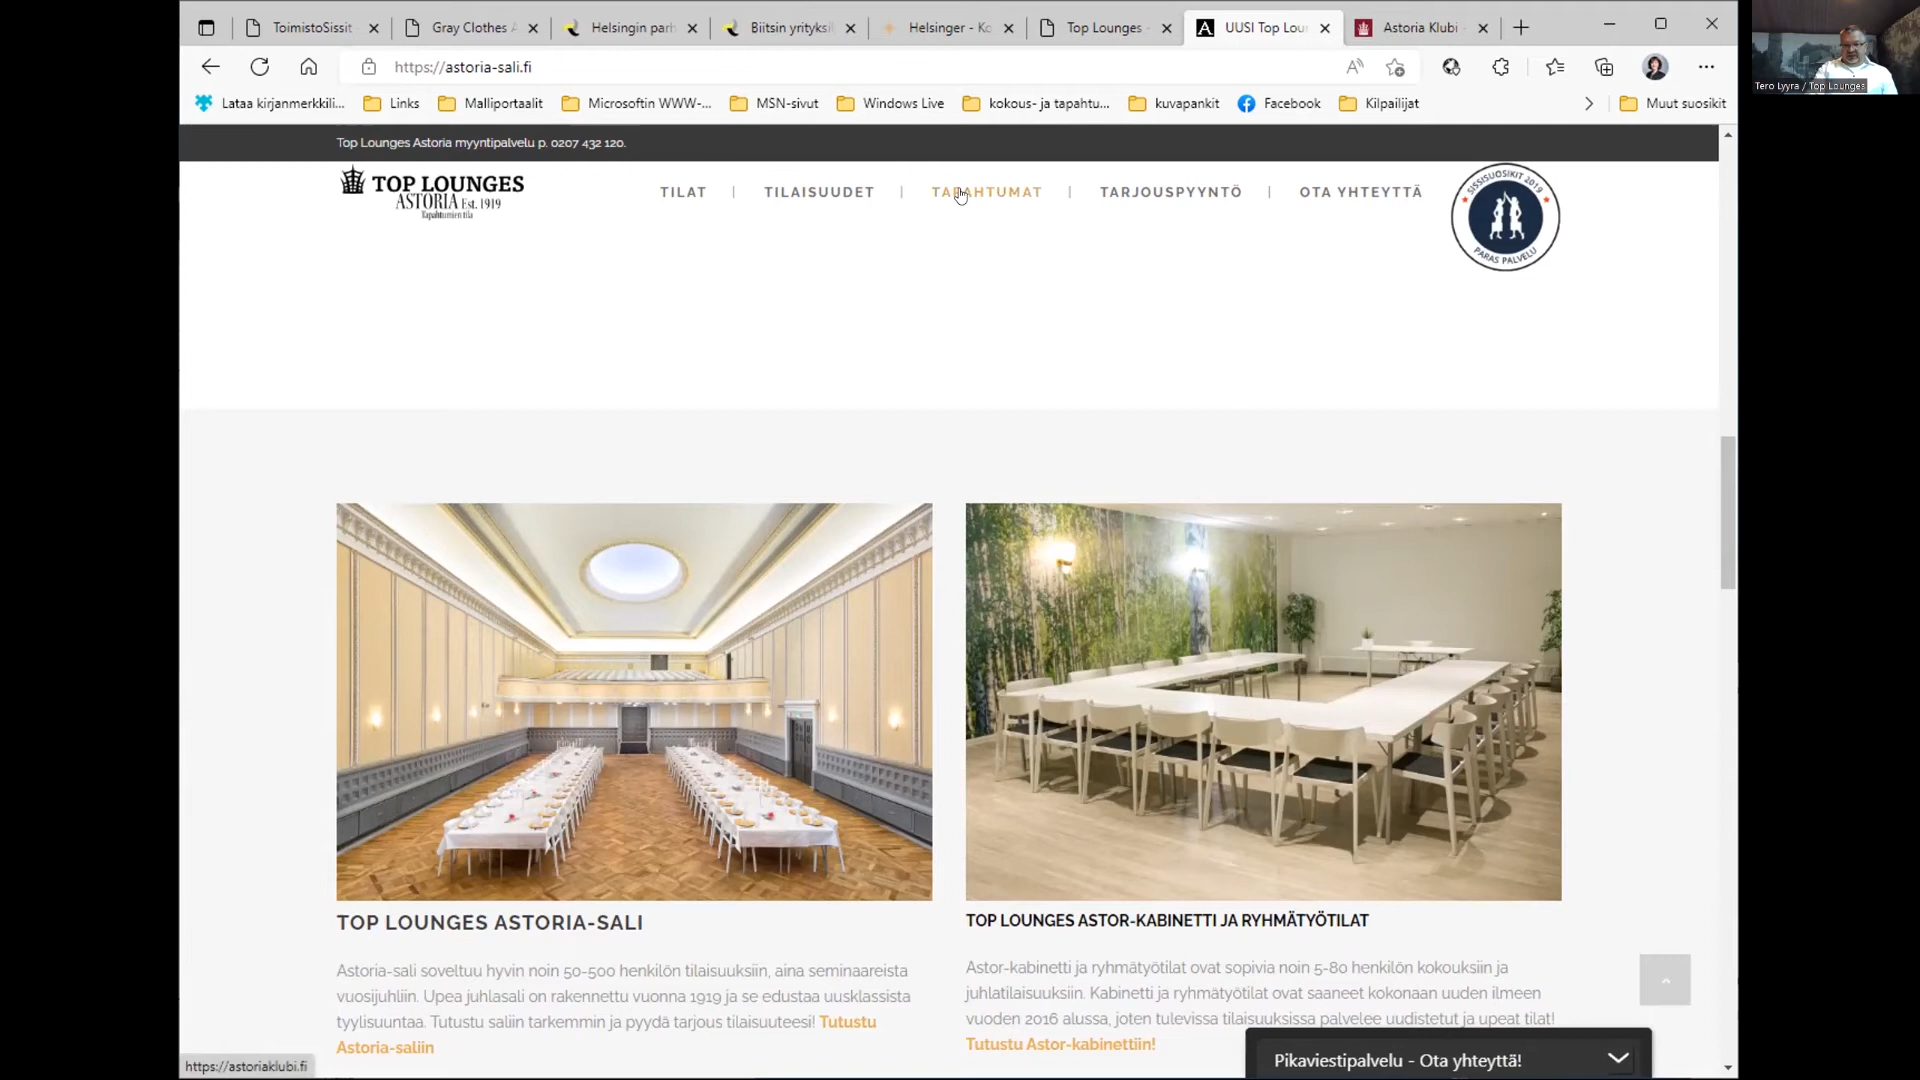 ToimistoSissit
Gray Clothes A
Helsingin parh
Biitsin yrityksil
Helsinger - Ko
Top Lounges -
UUSI Top Lour
Astoria Klubi -
https://astoria-sali.fi
Lataa kirjanmerkkili...
Links
Malliportaalit
Microsoftin WWW-...
MSN-sivut
Windows Live
kokous- ja tapahtu...
kuvapankit
Facebook
Kilpailijat
Muut suosikit
Tero Lyyra / Top Lounges
Top Lounges Astoria myyntipalvelu p. 0207 432 120.
TOP LOUNGES
ASTORIA Est. 1919
Tapahtumien tila
TILAT | TILAISUUDET | TAPAHTUMAT | TARJOUSPYYNTÖ | OTA YHTEYTTÄ
SISSISUOSIKIT 2019
PARAS PALVELU
TOP LOUNGES ASTORIA-SALI
Astoria-sali soveltuu hyvin noin 50-500 henkilön tilaisuuksiin, aina seminaareista
vuosijuhliin. Upea juhlasali on rakennettu vuonna 1919 ja se edustaa uusklassista
tyylisuuntaa. Tutustu saliin tarkemmin ja pyydä tarjous tilaisuuteesi! Tutustu
Astoria-saliin
TOP LOUNGES ASTOR-KABINETTI JA RYHMÄTYÖTILAT
Astor-kabinetti ja ryhmätyötilat ovat sopivia noin 5-80 henkilön kokouksiin ja
juhlatilaisuuksiin. Kabinetti ja ryhmätyötilat ovat saaneet kokonaan uuden ilmeen
vuoden 2016 alussa, joten tulevissa tilaisuuksissa palvelee uudistetut ja upeat tilat!
Tutustu Astor-kabinettiin!
Pikaviestipalvelu - Ota yhteyttä!
https://astoriaklubi.fi